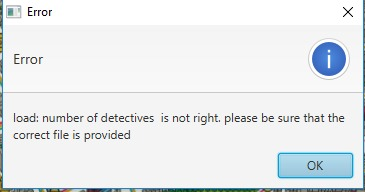 Error
Error
load: number of detectives  is not right. please be sure that the
correct file is provided
OK